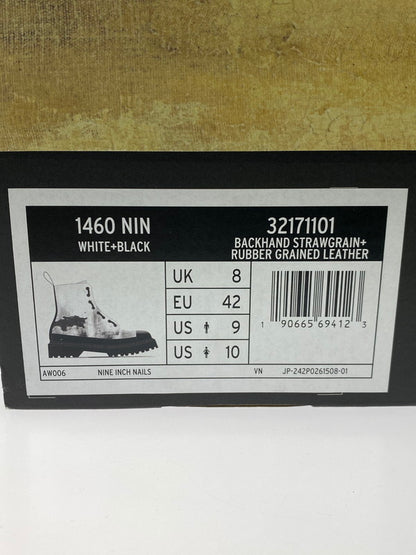 1460 NIN
WHITE+BLACK
32171101
BACKHAND STRAWGRAIN+
RUBBER GRAINED LEATHER
UK 8
EU 42
US 9
US 10
1 90665 69412 3
AW006 NINE INCH NAILS VN JP-242P0261508-01